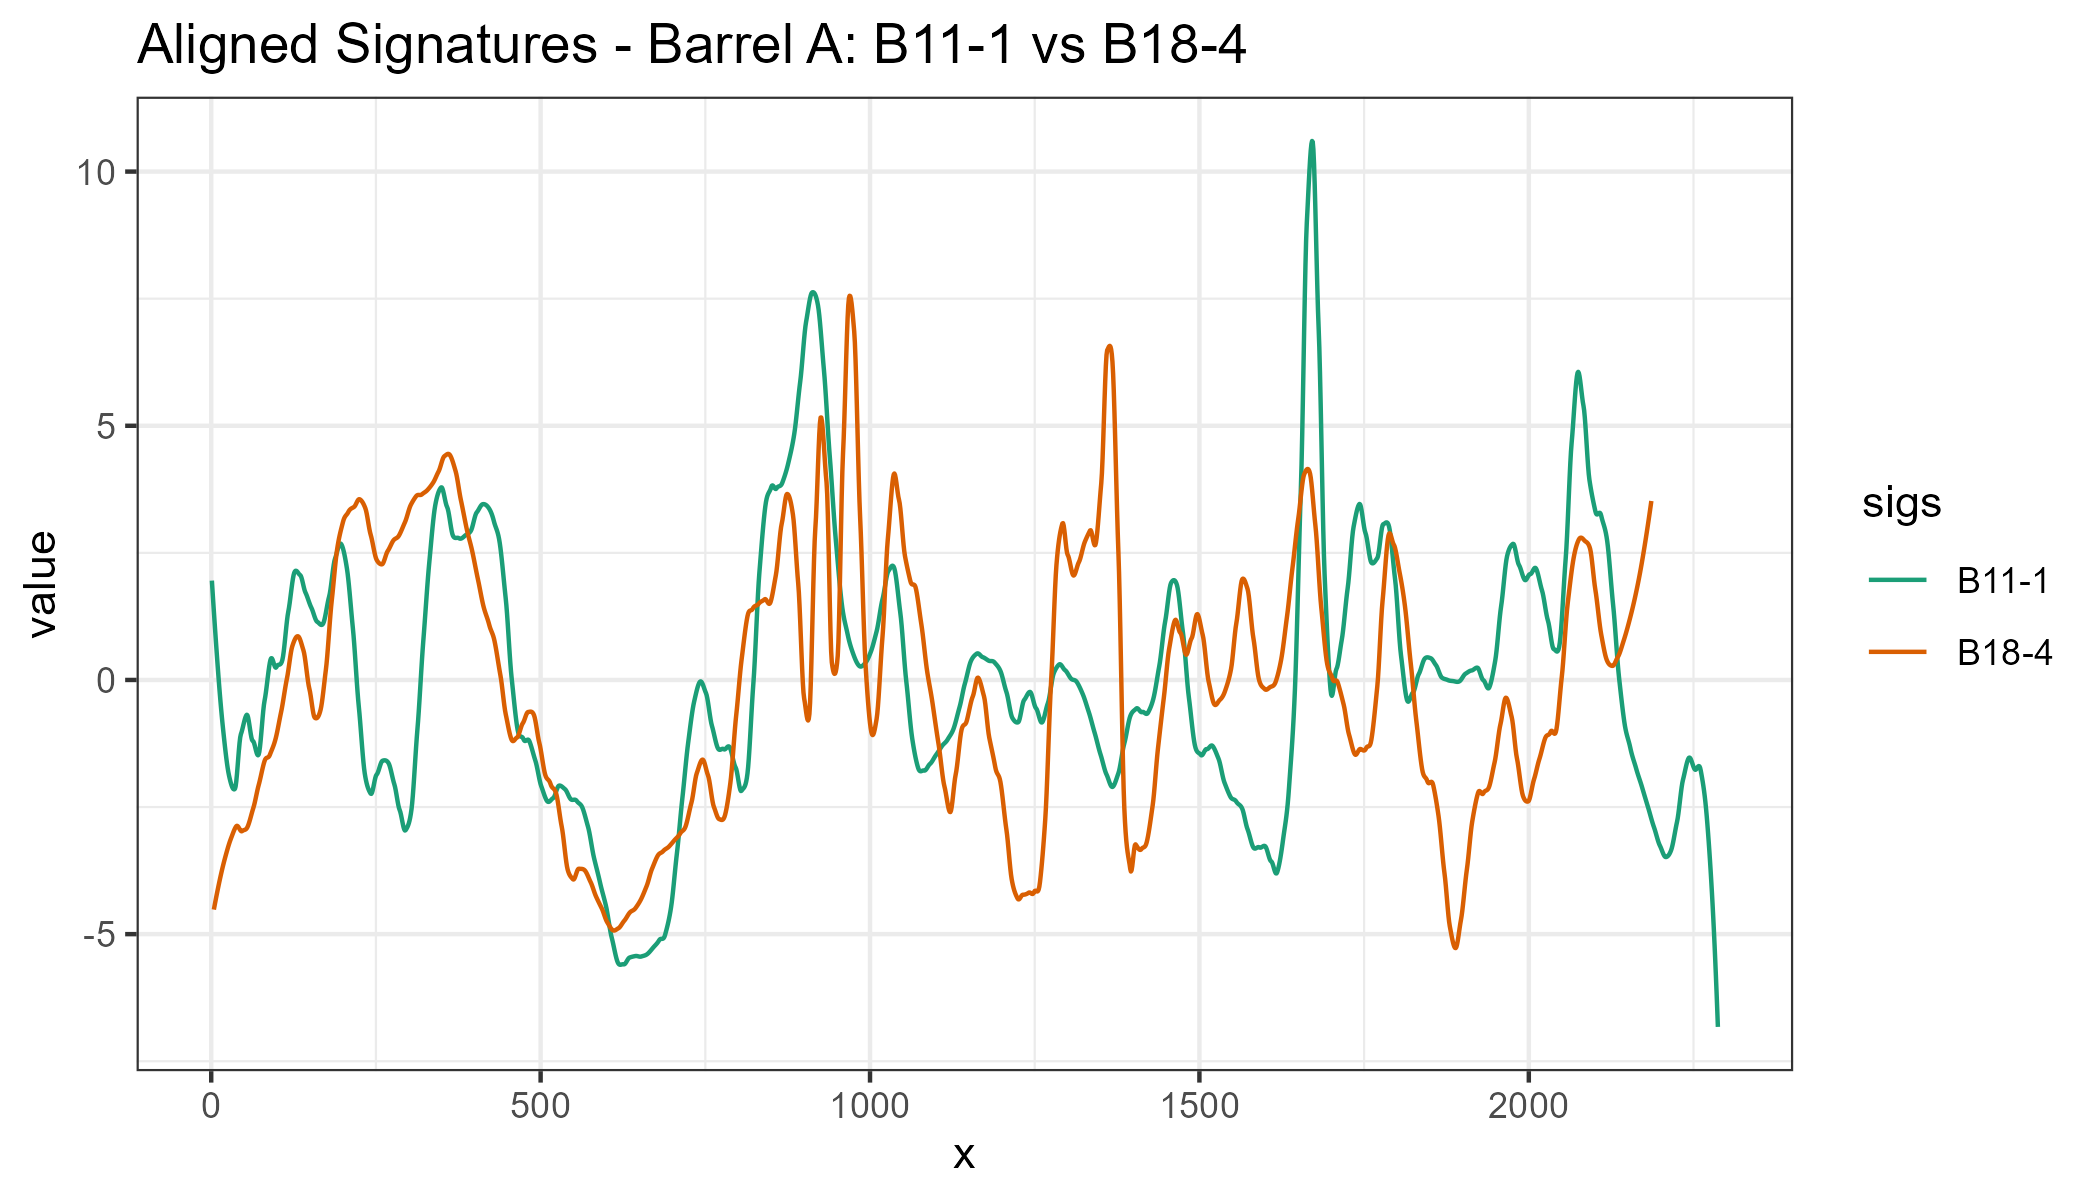 Aligned Signatures - Barrel A: B11-1 vs B18-4
value
10
5
0
-5
0 500 1000 1500 2000
x
sigs
B11-1
B18-4